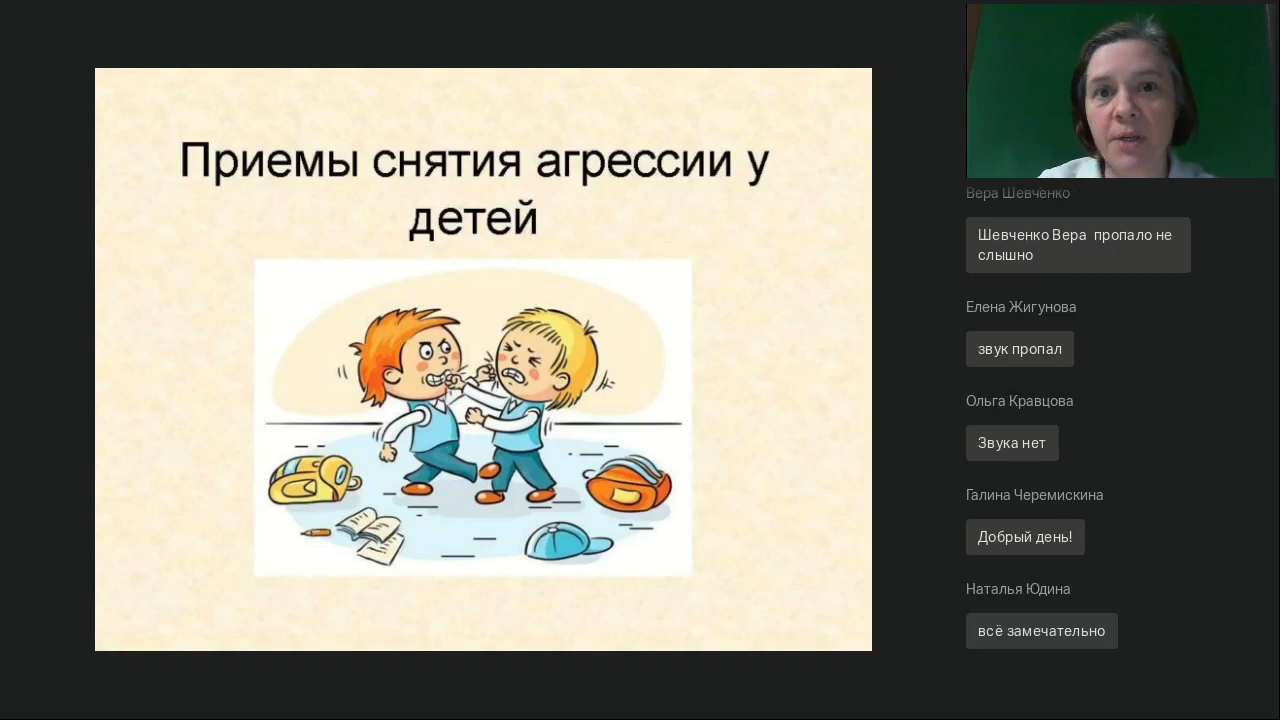 Приемы снятия агрессии у
детей
Вера Шевченко
Шевченко Вера  пропало не
слышно
Елена Жигунова
звук пропал
Ольга Кравцова
Звука нет
Галина Черемискина
Добрый день!
Наталья Юдина
всё замечательно